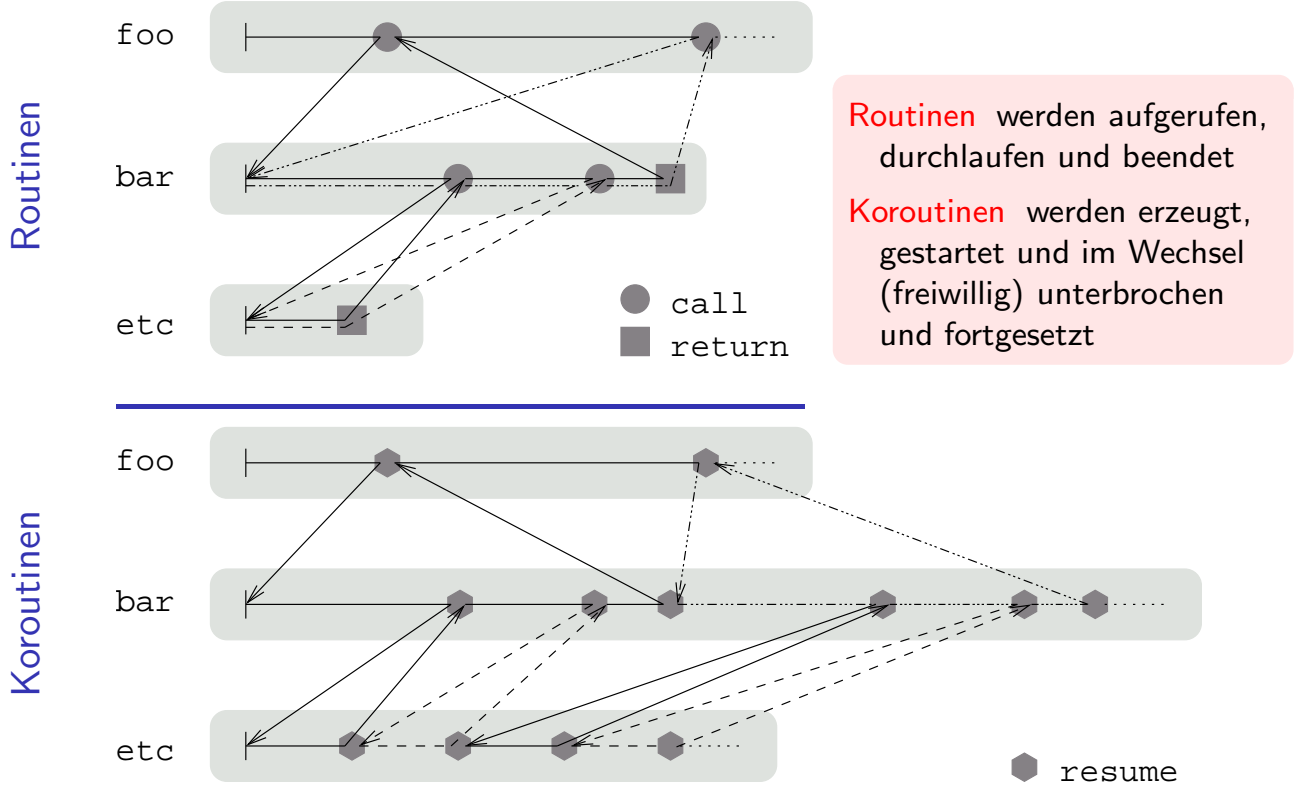 Routinen
foo
bar
etc
call
return
Routinen werden aufgerufen,
durchlaufen und beendet
Koroutinen werden erzeugt,
gestartet und im Wechsel
(freiwillig) unterbrochen
und fortgesetzt
Koroutinen
foo
bar
etc
resume